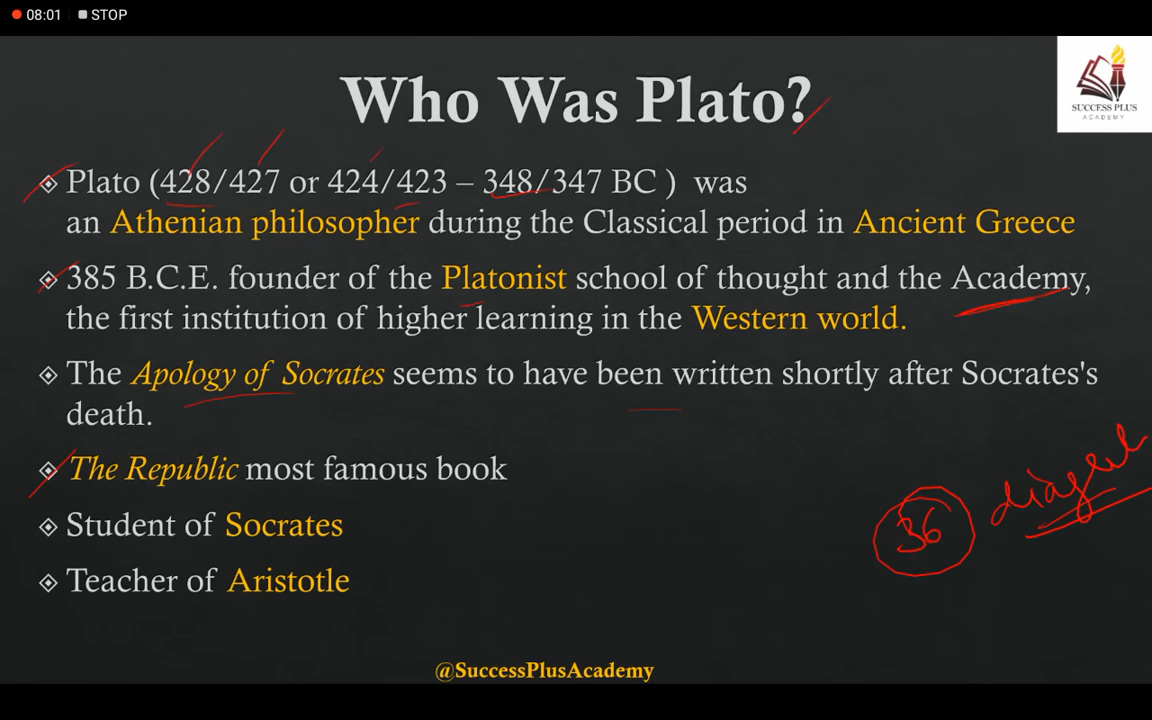 08:01 STOP
Who Was Plato?
SUCCESS PLUS
ACADEMY
Plato (428/427 or 424/423 – 348/347 BC ) was
an Athenian philosopher during the Classical period in Ancient Greece
385 B.C.E. founder of the Platonist school of thought and the Academy,
the first institution of higher learning in the Western world.
The Apology of Socrates seems to have been written shortly after Socrates's
death.
The Republic most famous book
36
Student of Socrates
Teacher of Aristotle
@SuccessPlusAcademy